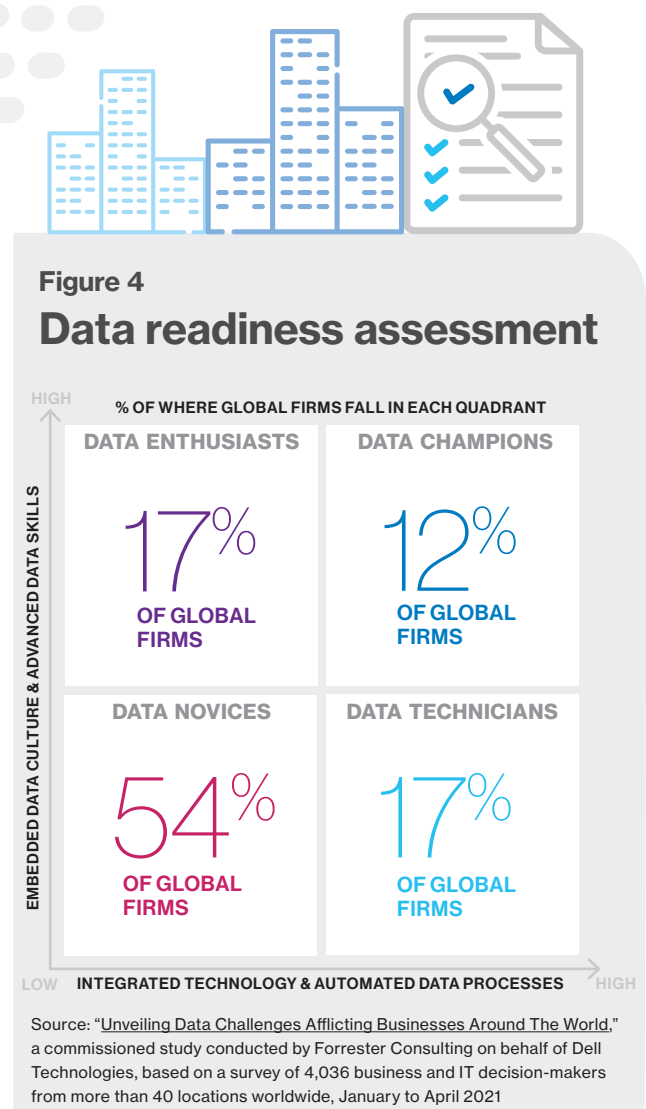 Figure 4
Data readiness assessment
HIGH
% OF WHERE GLOBAL FIRMS FALL IN EACH QUADRANT
EMBEDDED DATA CULTURE & ADVANCED DATA SKILLS
DATA ENTHUSIASTS
17%
OF GLOBAL
FIRMS
DATA CHAMPIONS
12%
OF GLOBAL
FIRMS
DATA NOVICES
54%
OF GLOBAL
FIRMS
DATA TECHNICIANS
17%
OF GLOBAL
FIRMS
LOW
INTEGRATED TECHNOLOGY & AUTOMATED DATA PROCESSES
HIGH
Source: “Unveiling Data Challenges Afflicting Businesses Around The World,”
a commissioned study conducted by Forrester Consulting on behalf of Dell
Technologies, based on a survey of 4,036 business and IT decision-makers
from more than 40 locations worldwide, January to April 2021